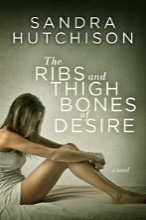 SANDRA
HUTCHISON
The
RIBS and
THIGH
BONES
of
DESIRE
a novel